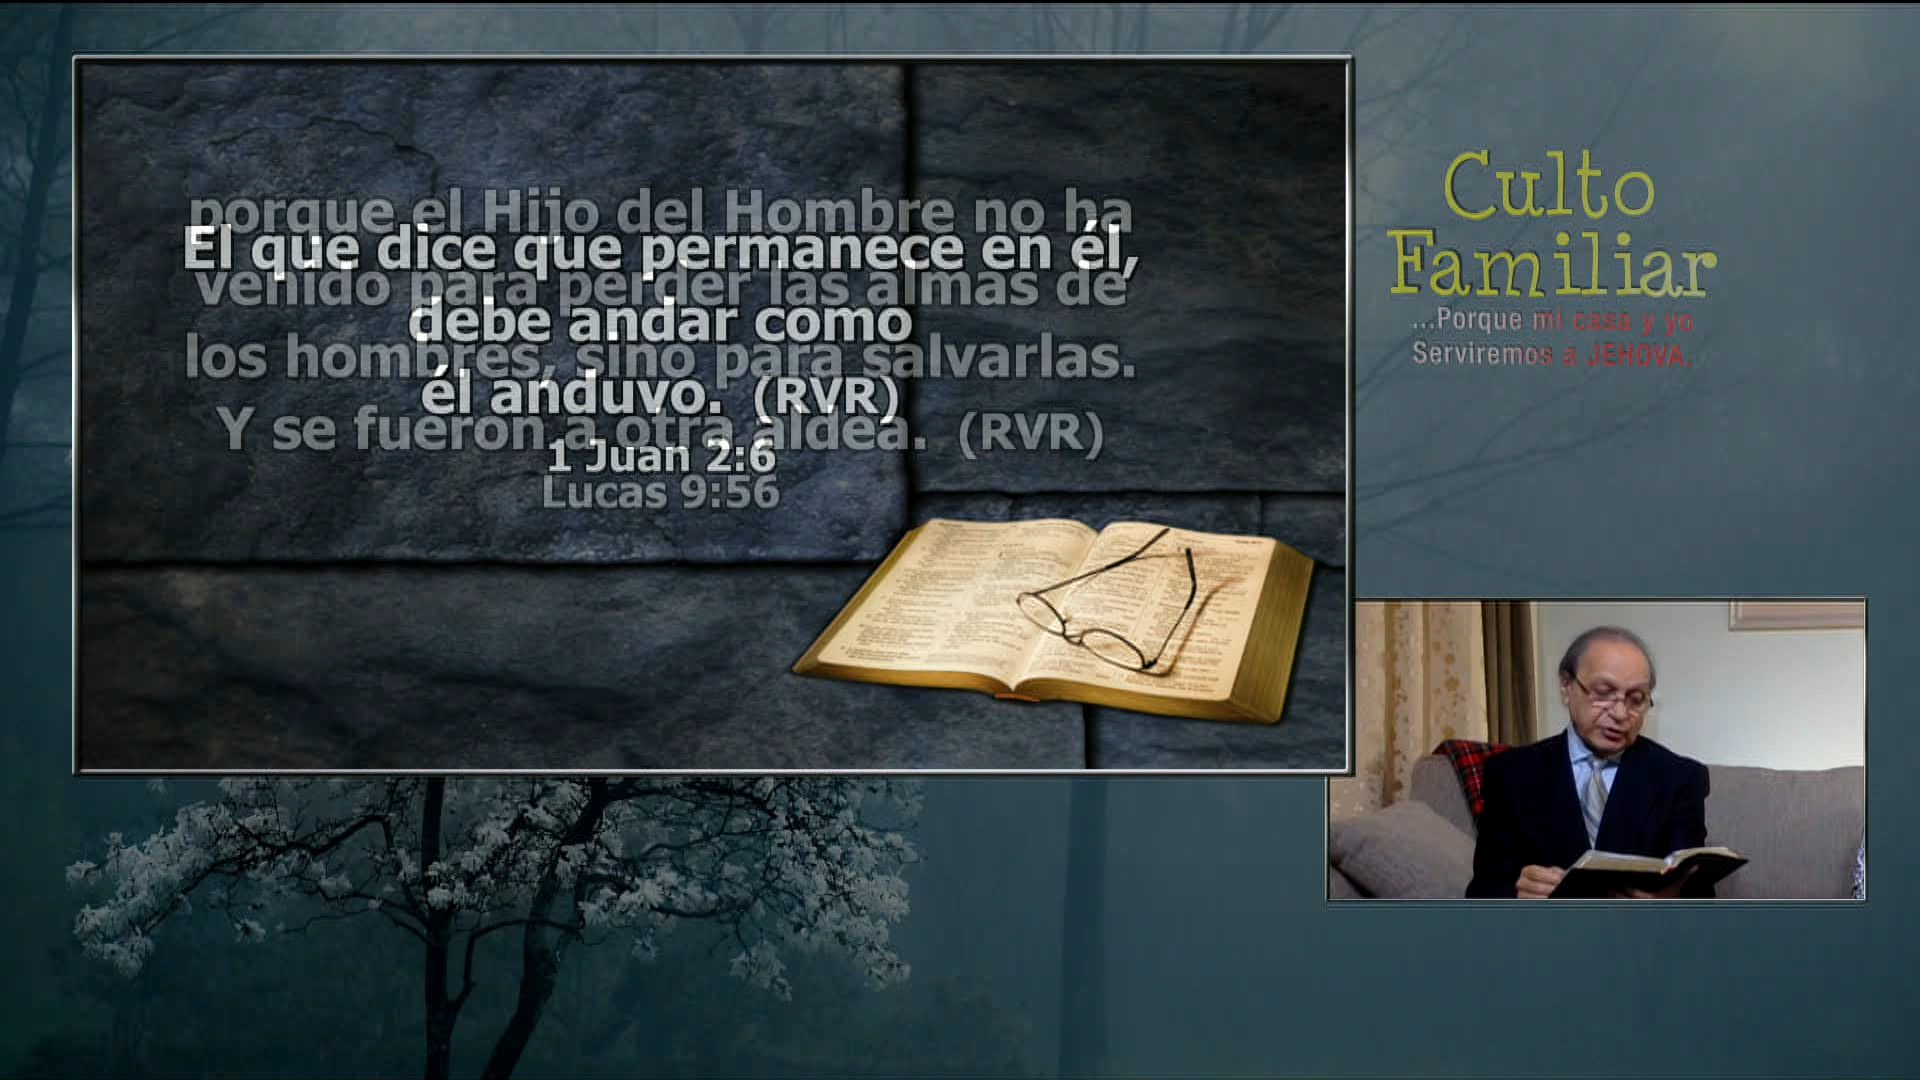 porque el Hijo del Hombre no ha
venido para perder las almas de
los hombres, sino para salvarlas.
Y se fueron a otra aldea. (RVR)
Lucas 9:56
El que dice que permanece en él,
debe andar como
él anduvo. (RVR)
1 Juan 2:6
Culto
Familiar
...Porque mi casa y yo
Serviremos a JEHOVA.